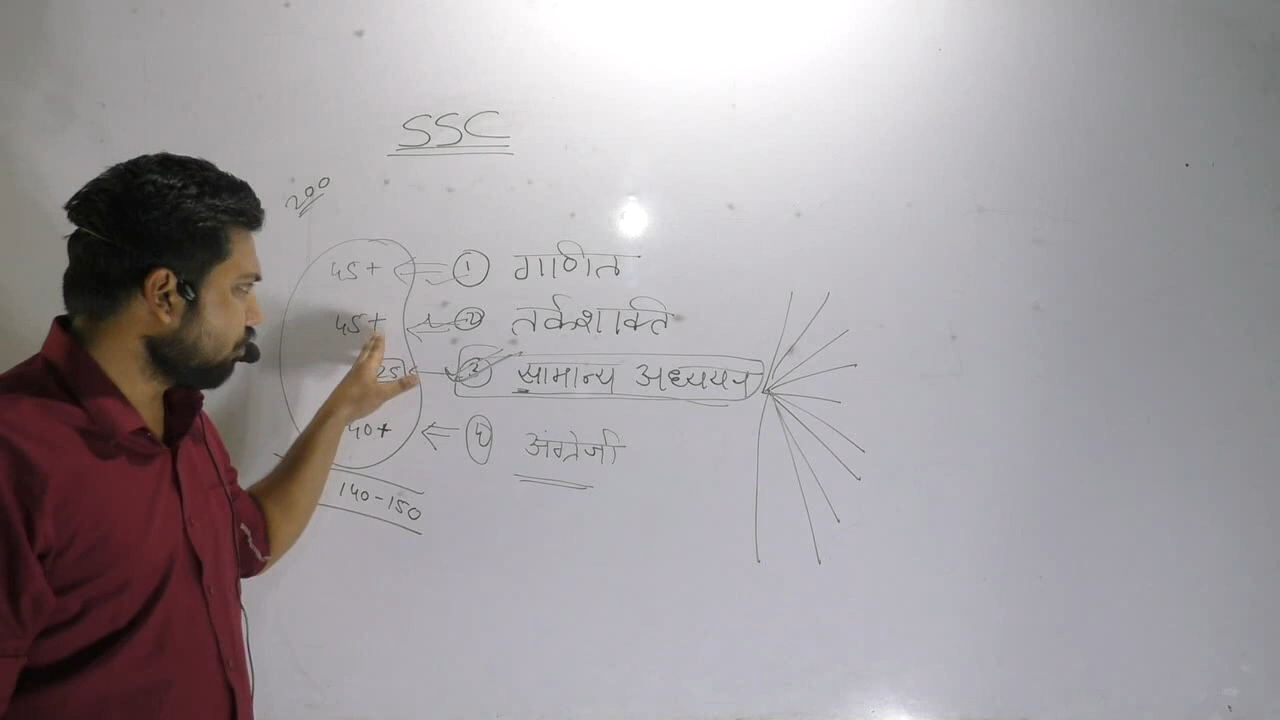 SSC
200
45+ ① गणित
45+ ② तर्कशक्ति
25 ③ सामान्य अध्ययन
40+ ④ अंग्रेजी
140-150